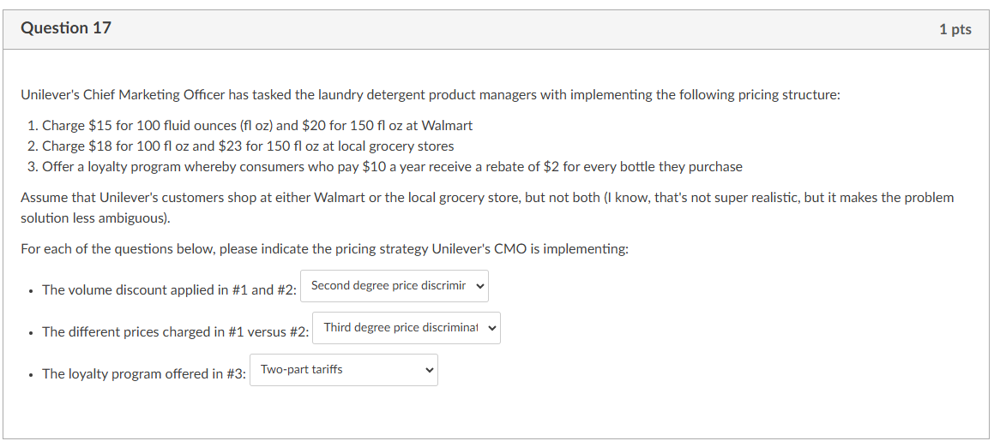 Question 17
1 pts
Unilever's Chief Marketing Officer has tasked the laundry detergent product managers with implementing the following pricing structure:
1. Charge $15 for 100 fluid ounces (fl oz) and $20 for 150 fl oz at Walmart
2. Charge $18 for 100 fl oz and $23 for 150 fl oz at local grocery stores
3. Offer a loyalty program whereby consumers who pay $10 a year receive a rebate of $2 for every bottle they purchase
Assume that Unilever's customers shop at either Walmart or the local grocery store, but not both (I know, that's not super realistic, but it makes the problem
solution less ambiguous).
For each of the questions below, please indicate the pricing strategy Unilever's CMO is implementing:
• The volume discount applied in #1 and #2: Second degree price discrimir
• The different prices charged in #1 versus #2: Third degree price discriminat
• The loyalty program offered in #3: Two-part tariffs